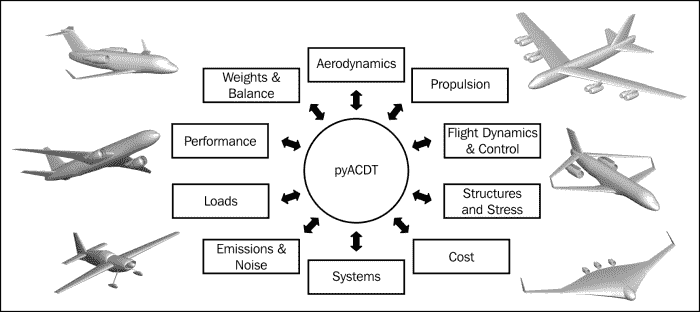 Aerodynamics
Weights &
Balance
Propulsion
Performance
Flight Dynamics
& Control
pyACDT
Loads
Structures
and Stress
Emissions &
Noise
Cost
Systems